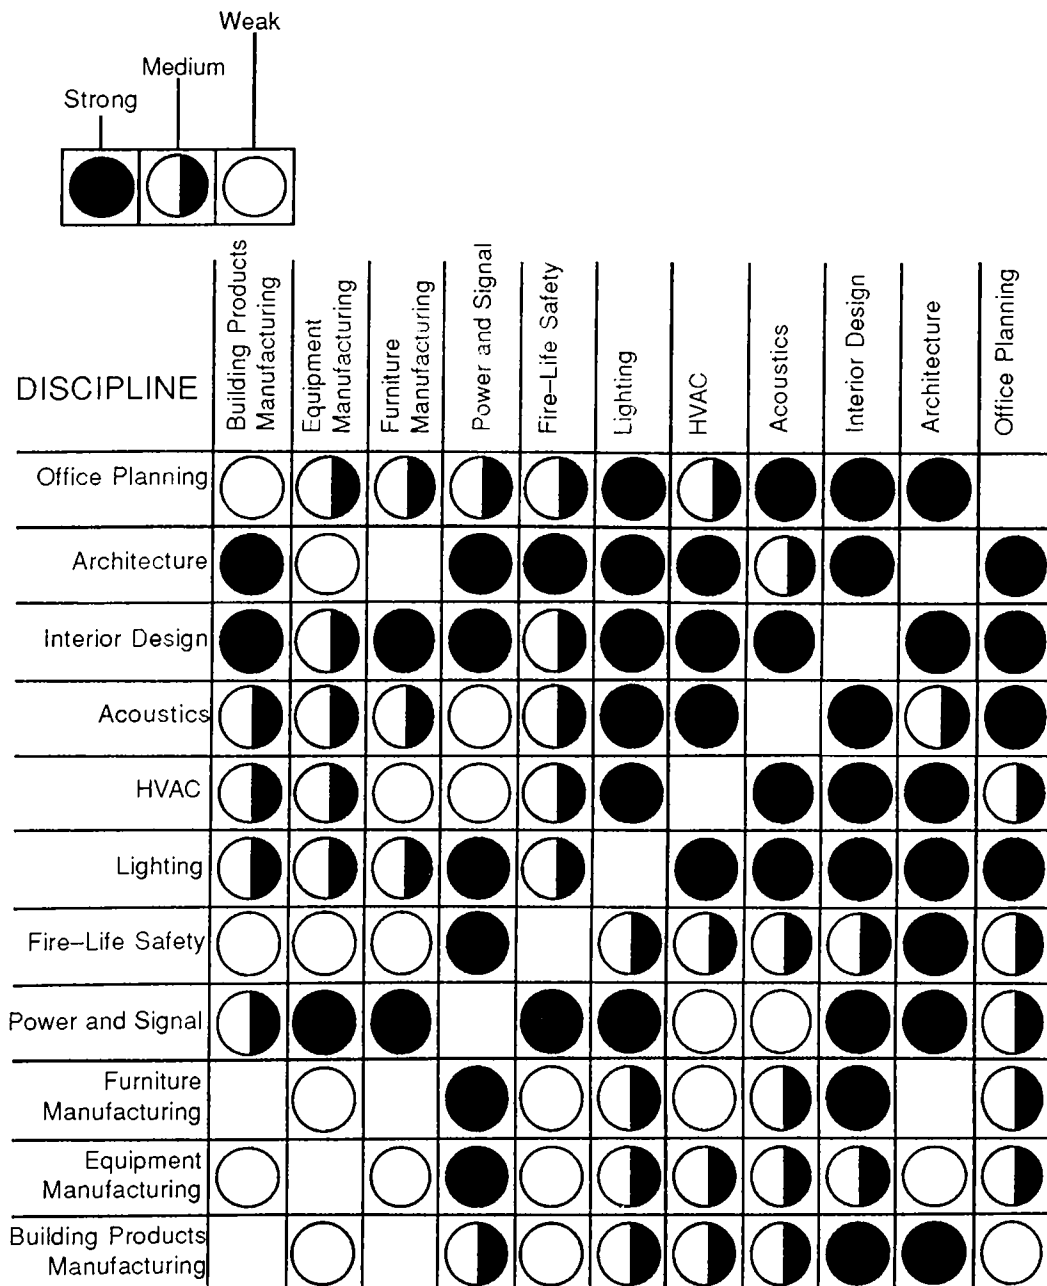 Weak
Medium
Strong
Building Products
Manufacturing
Equipment
Manufacturing
Furniture
Manufacturing
Power and Signal
Fire–Life Safety
Lighting
HVAC
Acoustics
Interior Design
Architecture
Office Planning
DISCIPLINE
Office Planning
Architecture
Interior Design
Acoustics
HVAC
Lighting
Fire–Life Safety
Power and Signal
Furniture
Manufacturing
Equipment
Manufacturing
Building Products
Manufacturing